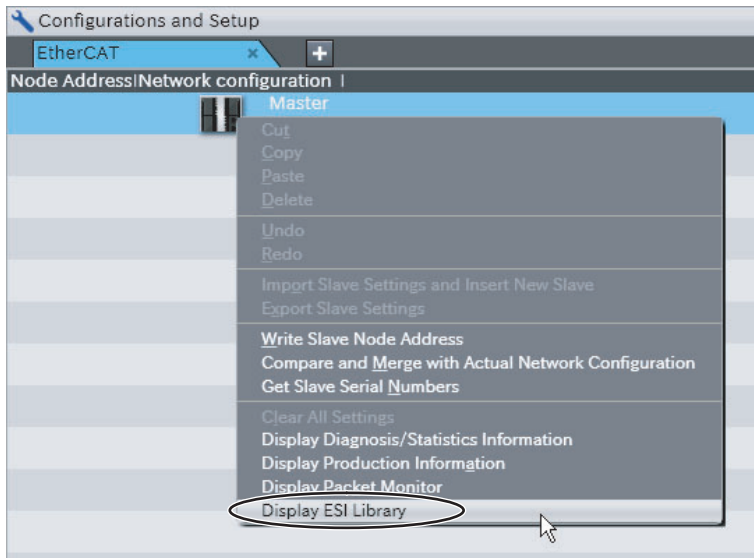 Configurations and Setup
EtherCAT × +
Node Address|Network configuration |
Master
Cut
Copy
Paste
Delete
Undo
Redo
Import Slave Settings and Insert New Slave
Export Slave Settings
Write Slave Node Address
Compare and Merge with Actual Network Configuration
Get Slave Serial Numbers
Clear All Settings
Display Diagnosis/Statistics Information
Display Production Information
Display Packet Monitor
Display ESI Library